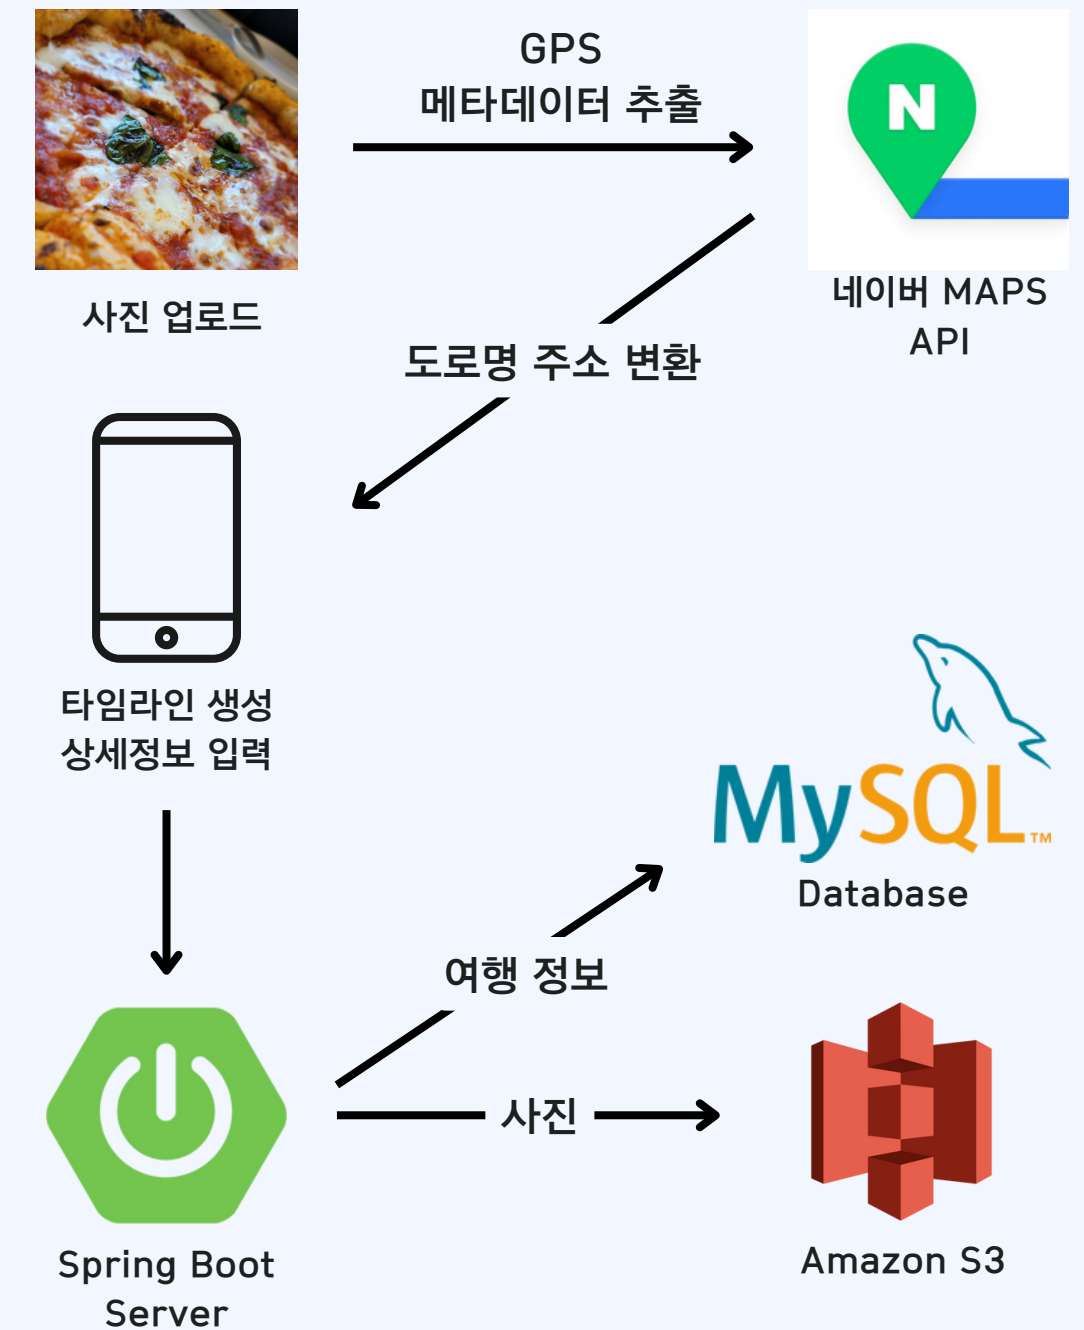 GPS
메타데이터 추출
N
사진 업로드
네이버 MAPS
API
도로명 주소 변환
타임라인 생성
상세정보 입력
MySQL™
Database
여행 정보
사진
Spring Boot
Server
Amazon S3